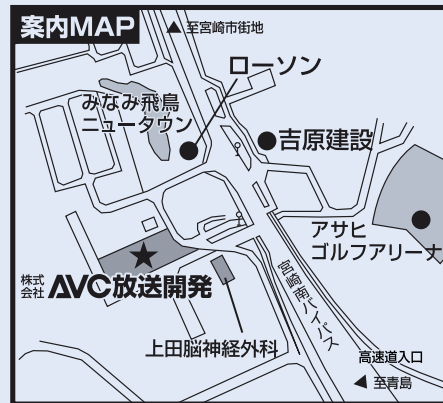 案内MAP
至宮崎市街地
ローソン
みなみ飛鳥
ニュータウン
吉原建設
アサヒ
ゴルフアリーナ
株式
会社 AVC放送開発
宮崎南バイパス
上田脳神経外科
高速道入口
至青島